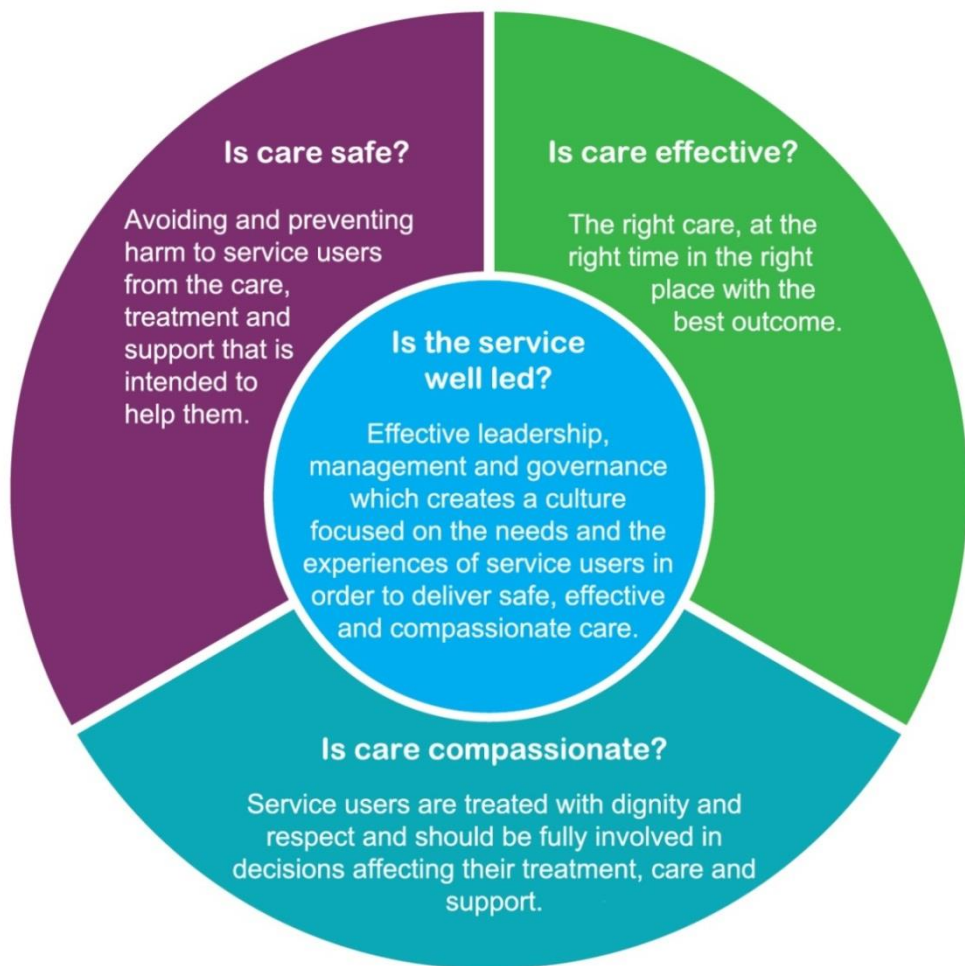 Is care safe?
Avoiding and preventing
harm to service users
from the care,
treatment and
support that is
intended to
help them.
Is care effective?
The right care, at the
right time in the right
place with the
best outcome.
Is the service
well led?
Effective leadership,
management and governance
which creates a culture
focused on the needs and the
experiences of service users in
order to deliver safe, effective
and compassionate care.
Is care compassionate?
Service users are treated with dignity and
respect and should be fully involved in
decisions affecting their treatment, care and
support.